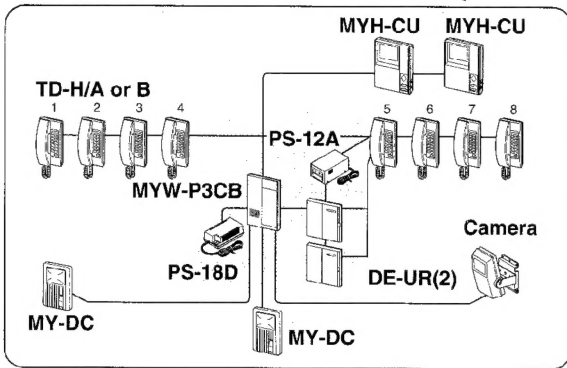 MYH-CU MYH-CU
TD-H/A or B
1 2 3 4 5 6 7 8
PS-12A
MYW-P3CB
Camera
PS-18D
DE-UR(2)
MY-DC
MY-DC